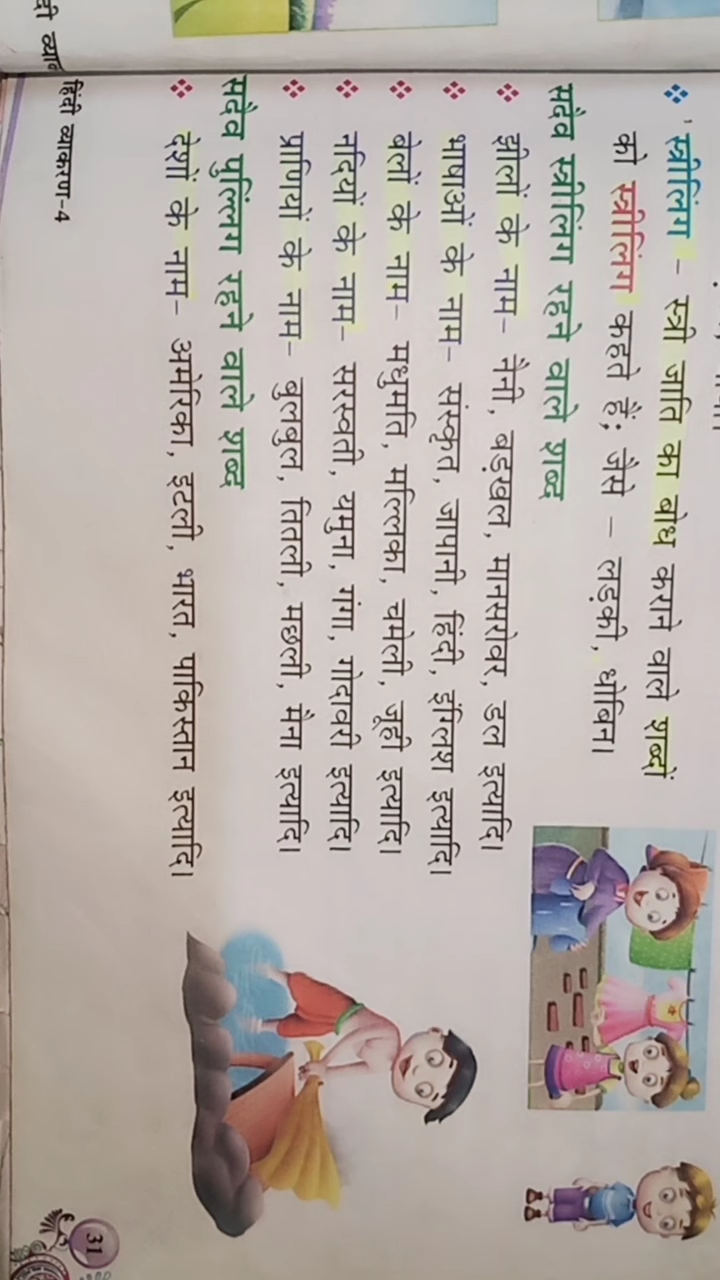 ❖ 'स्त्रीलिंग' – स्त्री जाति का बोध कराने वाले शब्दों
को स्त्रीलिंग कहते हैं; जैसे – लड़की, धोबिन।
सदैव स्त्रीलिंग रहने वाले शब्द
❖ झीलों के नाम– नैनी, बड़खल, मानसरोवर, डल इत्यादि।
❖ भाषाओं के नाम– संस्कृत, जापानी, हिंदी, इंग्लिश इत्यादि।
❖ बेलों के नाम– मधुमति, मल्लिका, चमेली, जूही इत्यादि।
❖ नदियों के नाम– सरस्वती, यमुना, गंगा, गोदावरी इत्यादि।
❖ प्राणियों के नाम– बुलबुल, तितली, मछली, मैना इत्यादि।
सदैव पुल्लिंग रहने वाले शब्द
❖ देशों के नाम– अमेरिका, इटली, भारत, पाकिस्तान इत्यादि।
हिंदी व्याकरण–4
31